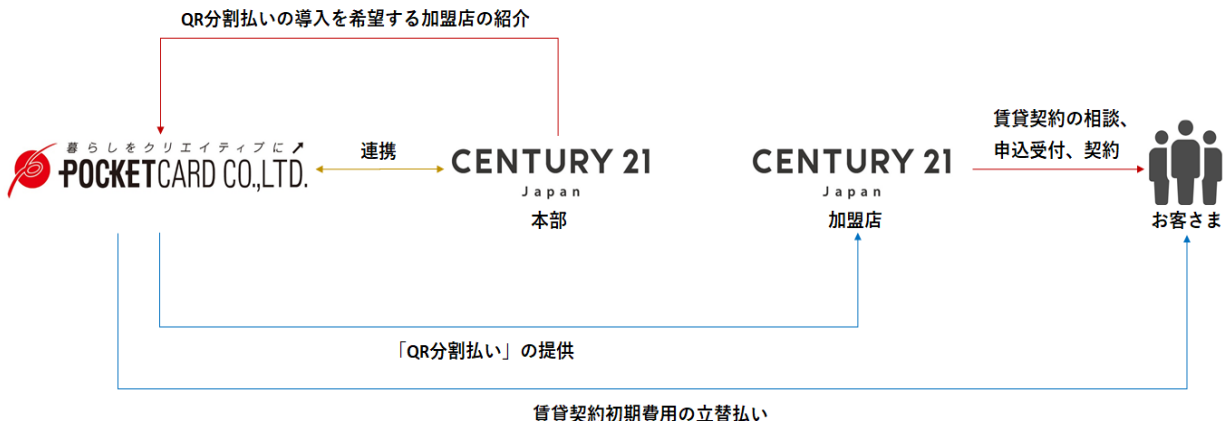 QR分割払いの導入を希望する加盟店の紹介
暮らしをクリエイティブに
POCKETCARD CO.,LTD.
連携
CENTURY 21
Japan
本部
CENTURY 21
Japan
加盟店
賃貸契約の相談、
申込受付、契約
お客さま
「QR分割払い」の提供
賃貸契約初期費用の立替払い